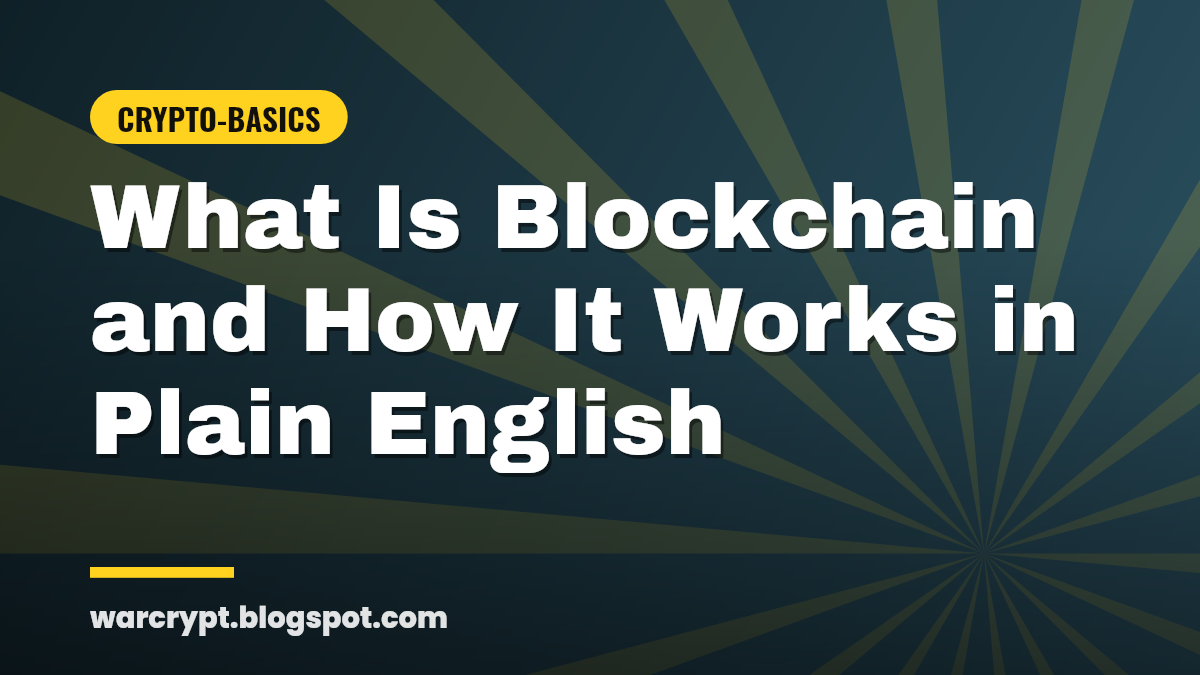 CRYPTO-BASICS
What Is Blockchain
and How It Works in
Plain English
warcrypt.blogspot.com